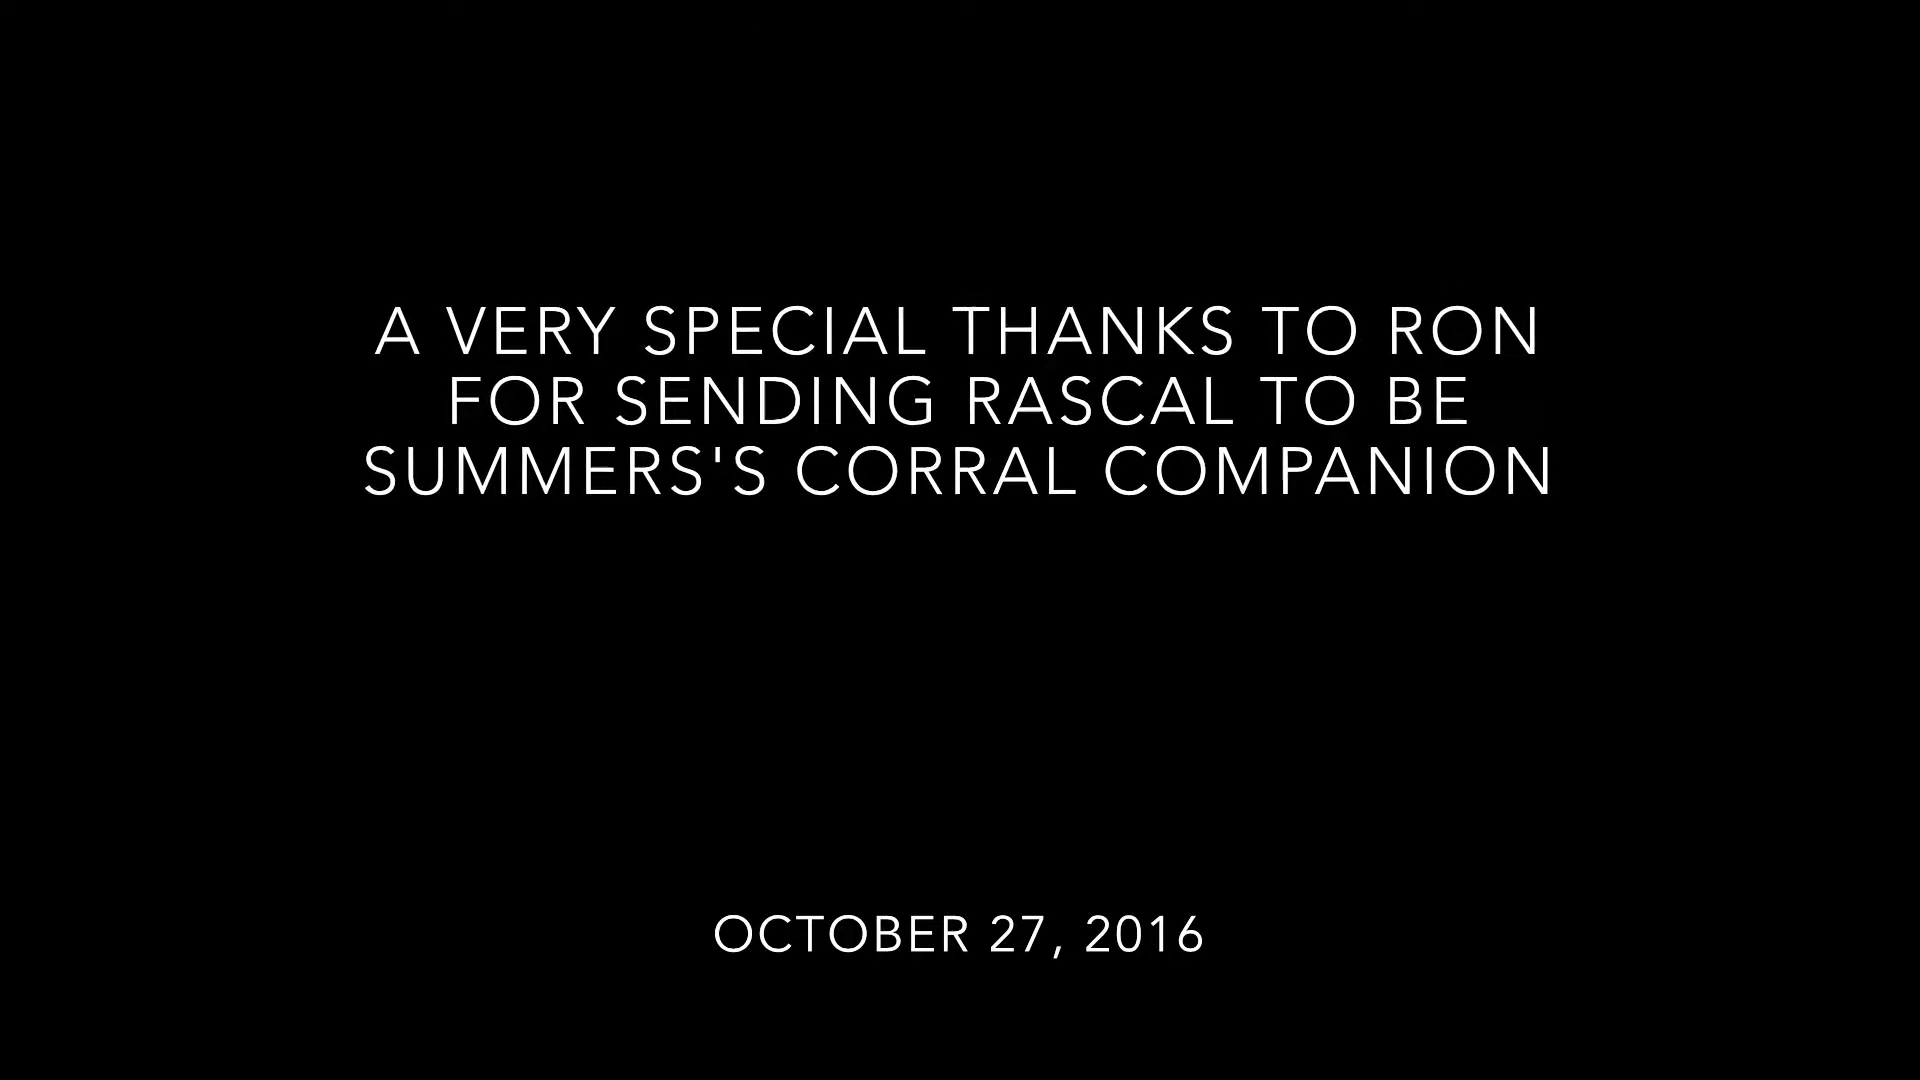 A VERY SPECIAL THANKS TO RON
FOR SENDING RASCAL TO BE
SUMMERS'S CORRAL COMPANION
OCTOBER 27, 2016